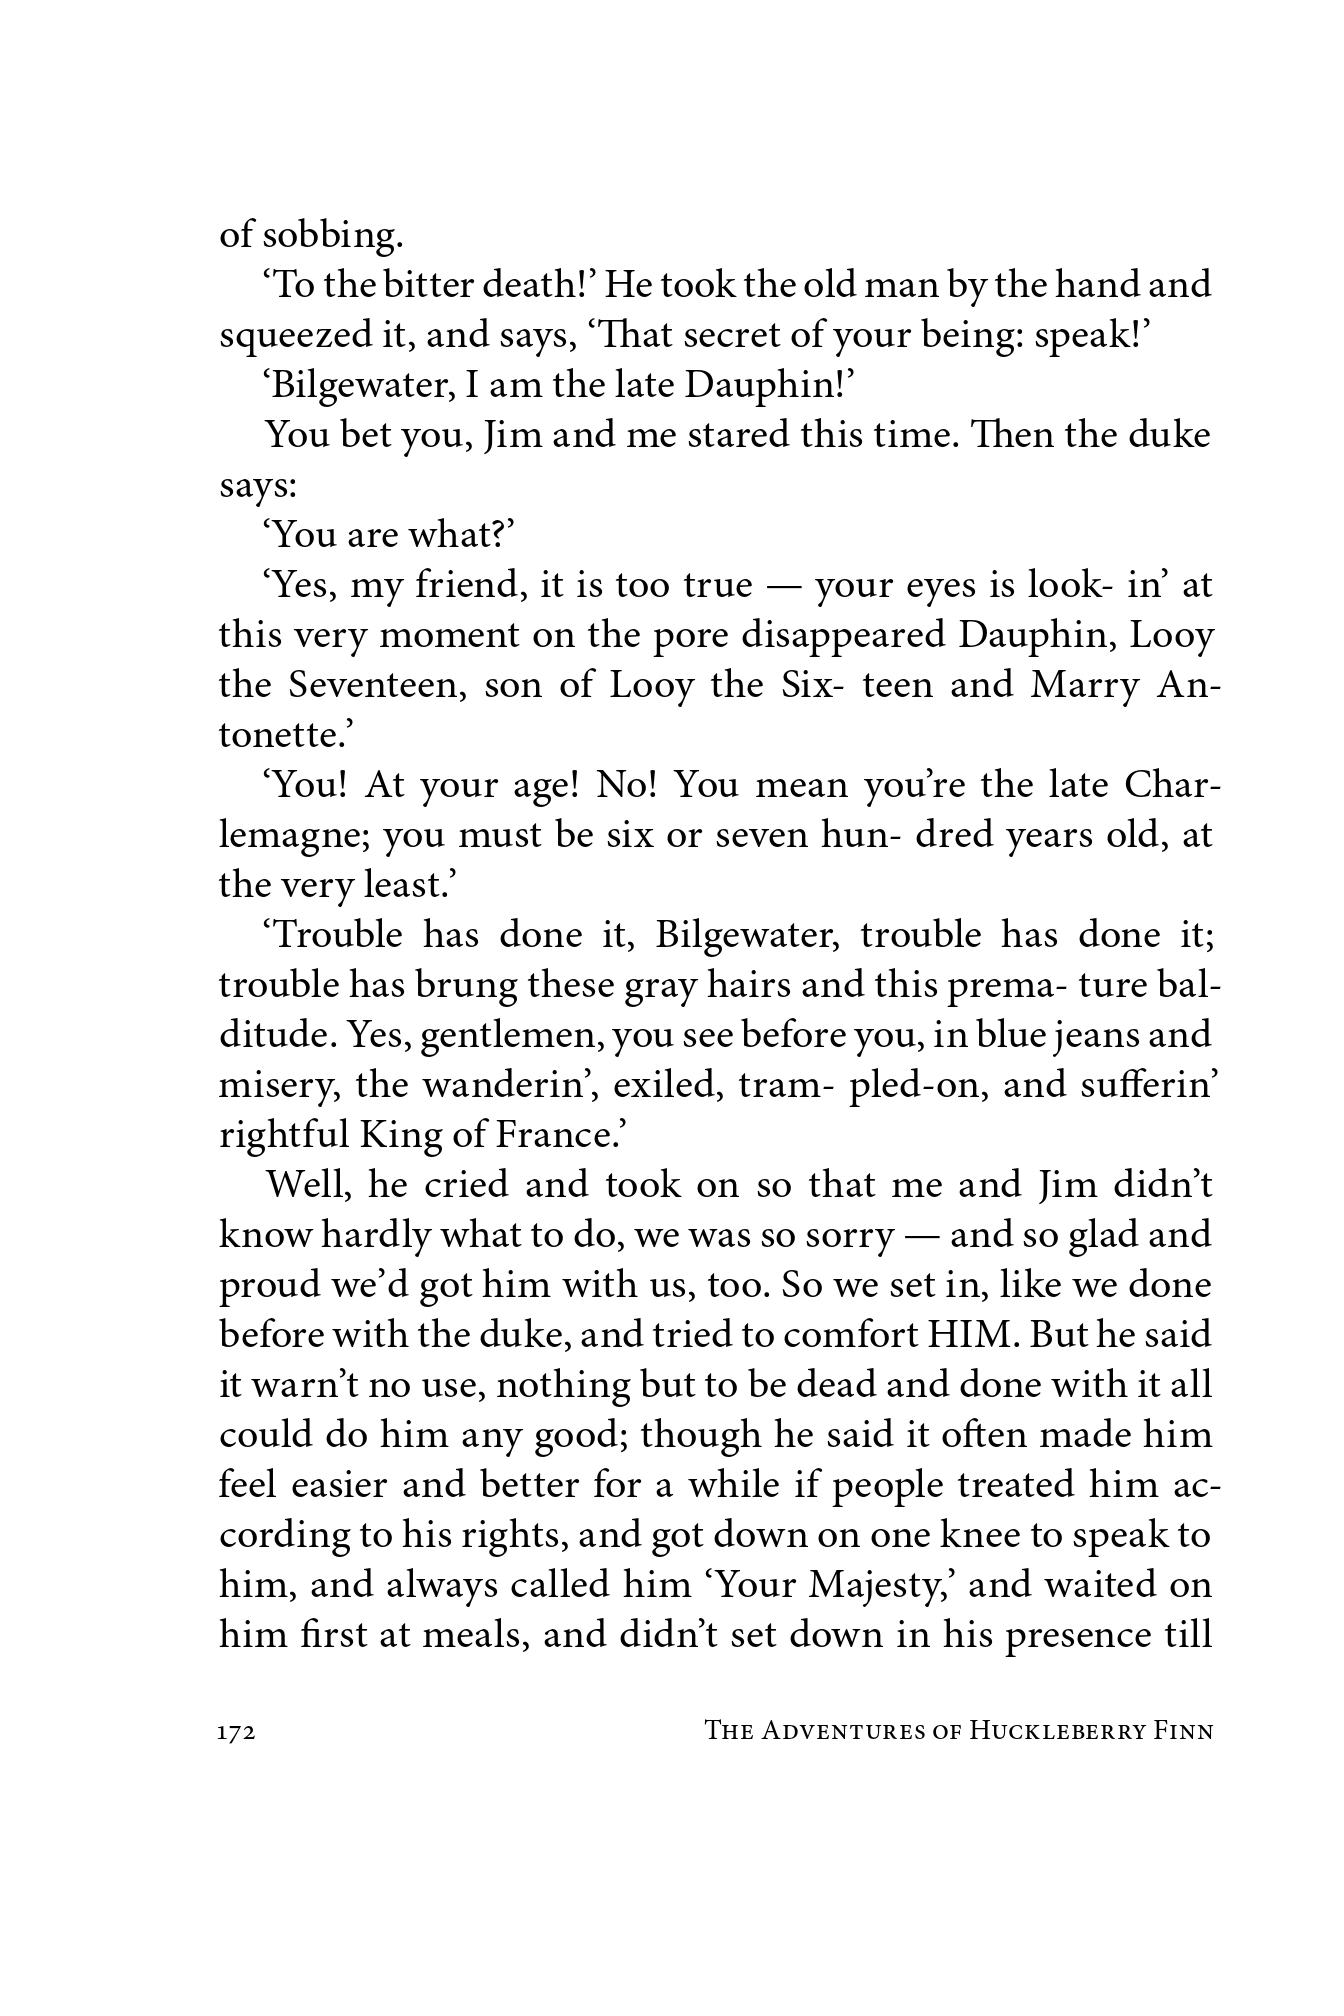 of sobbing.
‘To the bitter death!’ He took the old man by the hand and
squeezed it, and says, ‘That secret of your being: speak!’
‘Bilgewater, I am the late Dauphin!’
You bet you, Jim and me stared this time. Then the duke
says:
‘You are what?’
‘Yes, my friend, it is too true — your eyes is look- in’ at
this very moment on the pore disappeared Dauphin, Looy
the Seventeen, son of Looy the Six- teen and Marry An-
tonette.’
‘You! At your age! No! You mean you’re the late Char-
lemagne; you must be six or seven hun- dred years old, at
the very least.’
‘Trouble has done it, Bilgewater, trouble has done it;
trouble has brung these gray hairs and this prema- ture bal-
ditude. Yes, gentlemen, you see before you, in blue jeans and
misery, the wanderin’, exiled, tram- pled-on, and sufferin’
rightful King of France.’
Well, he cried and took on so that me and Jim didn’t
know hardly what to do, we was so sorry — and so glad and
proud we’d got him with us, too. So we set in, like we done
before with the duke, and tried to comfort HIM. But he said
it warn’t no use, nothing but to be dead and done with it all
could do him any good; though he said it often made him
feel easier and better for a while if people treated him ac-
cording to his rights, and got down on one knee to speak to
him, and always called him ‘Your Majesty,’ and waited on
him first at meals, and didn’t set down in his presence till
172 The Adventures of Huckleberry Finn